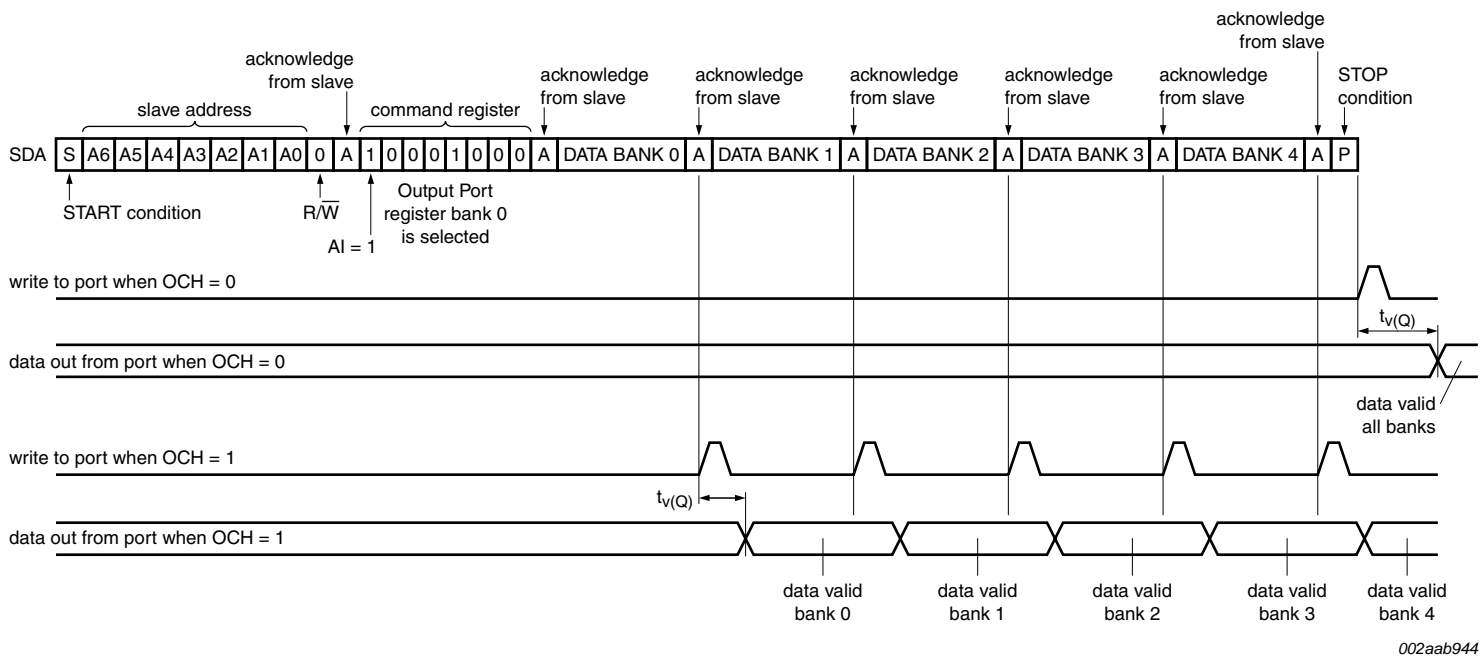 acknowledge
from slave
acknowledge
from slave
STOP
condition
slave address
command register
acknowledge
from slave
acknowledge
from slave
acknowledge
from slave
acknowledge
from slave
acknowledge
from slave
SDA S A6 A5 A4 A3 A2 A1 A0 0 A 1 0 0 0 1 0 0 0 A DATA BANK 0 A DATA BANK 1 A DATA BANK 2 A DATA BANK 3 A DATA BANK 4 A P
START condition
R/W̅
AI = 1
Output Port
register bank 0
is selected
write to port when OCH = 0
tv(Q)
data out from port when OCH = 0
data valid
all banks
write to port when OCH = 1
tv(Q)
data out from port when OCH = 1
data valid
bank 0
data valid
bank 1
data valid
bank 2
data valid
bank 3
data valid
bank 4
002aab944